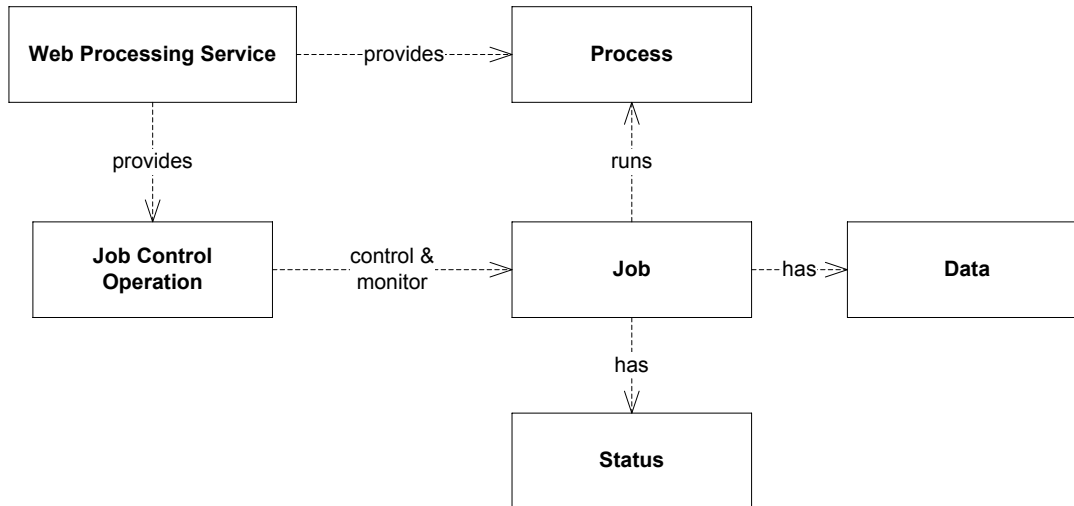 Web Processing Service
provides
Process
provides
runs
Job Control
Operation
control &
monitor
Job
has
Data
has
Status